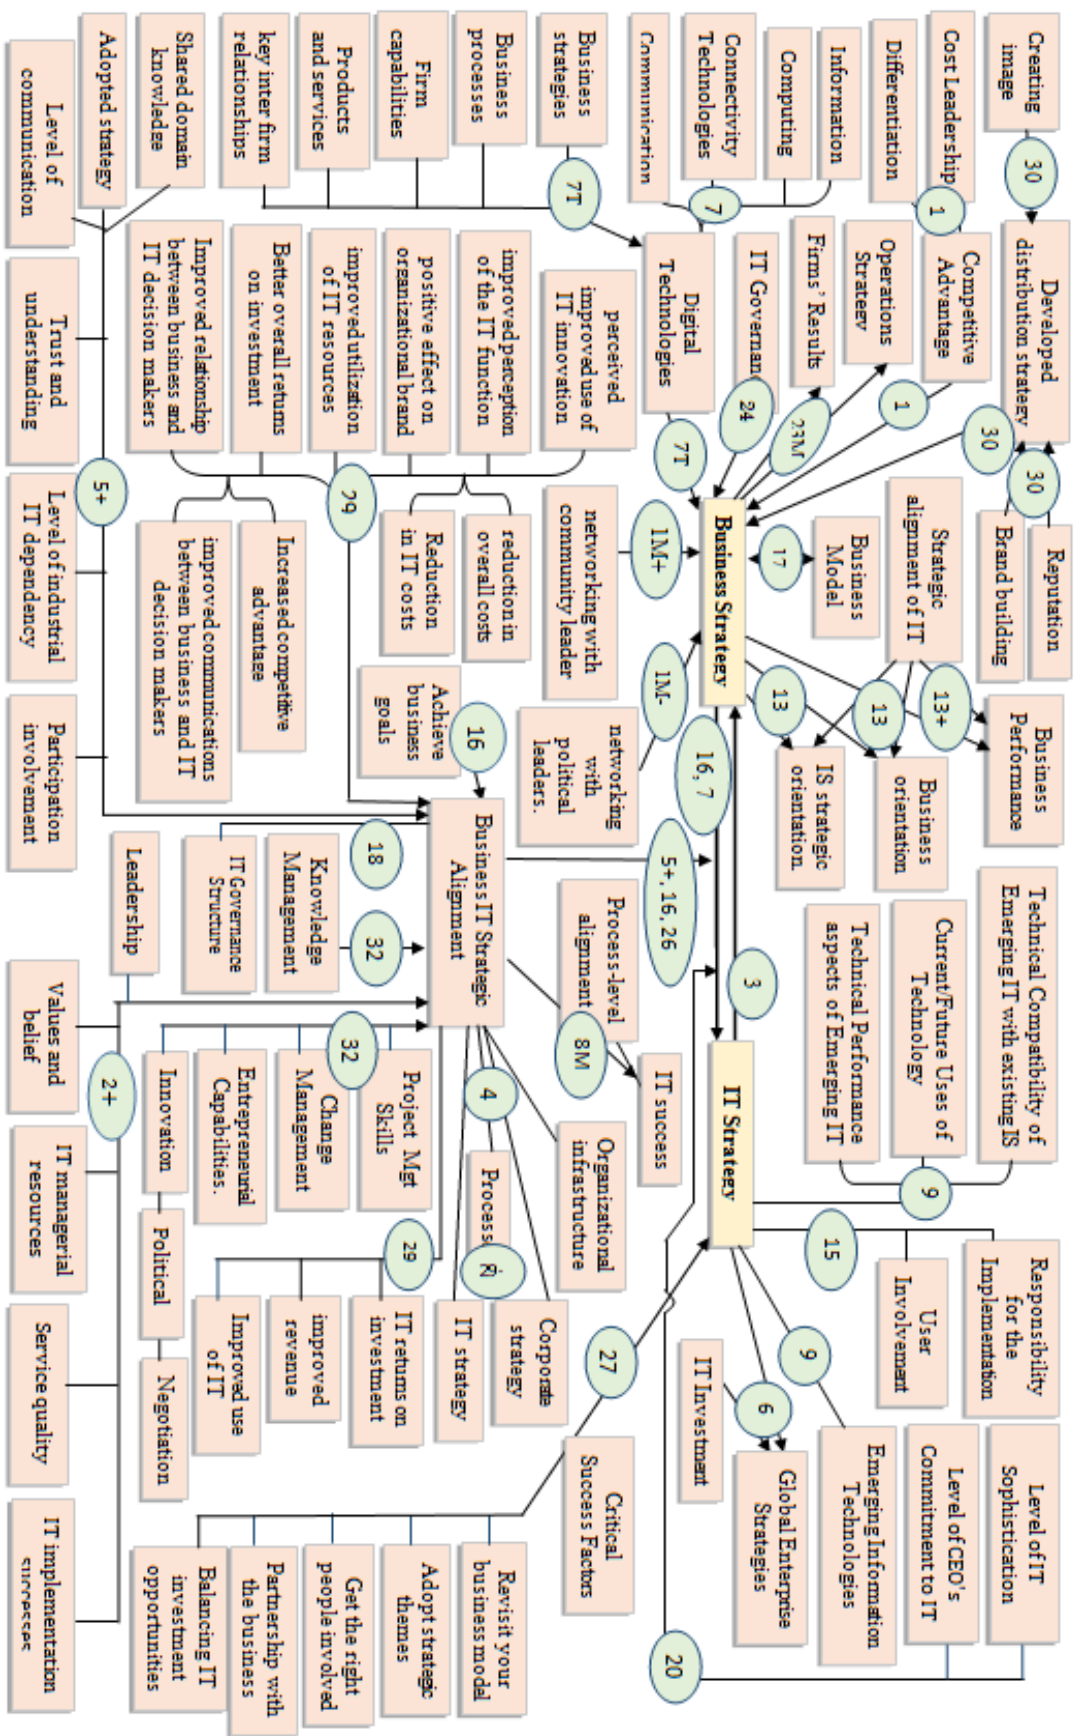 Creating
image
30
Developed
distribution strategy
30
30
Reputation
Brand building
Cost Leadership
Differentiation
1
Competitive
Advantage
1
Operations
Strategy
Firms' Results
23M
IT Governan
24
Information
Computing
Connectivity
Technologies
Communication
7
Digital
Technologies
7T
Business
strategies
7T
Business
processes
Firm
capabilities
Products
and services
key inter firm
relationships
Shared domain
knowledge
Adopted strategy
Level of
communication
Trust and
understanding
5+
Level of industrial
IT dependency
Participation
involvement
Strategic
alignment of IT
Business
Model
17
Business Strategy
13+
13
13
Business
Performance
Business
orientation
IS strategic
orientation.
1M+
networking with
community leader
1M-
networking
with
political
leaders.
16, 7
3
5+, 16, 26
perceived
improved use of
IT innovation
improved perception
of the IT function
positive effect on
organizational brand
improved utilization
of IT resources
Better overall returns
on investment
Improved relationship
between business and
IT decision makers
29
reduction in
overall costs
Reduction
in IT costs
Increased competitive
advantage
improved communications
between business and IT
decision makers
Achieve
business
goals
16
Business IT Strategic
Alignment
18
IT Governance
Structure
Knowledge
Management
32
Leadership
Values and
belief
2+
IT managerial
resources
Service quality
IT implementation
successes
Technical Compatibility of
Emerging IT with existing IS
Current/Future Uses of
Technology
Technical Performance
aspects of Emerging IT
9
IT Strategy
15
Responsibility
for the
Implementation
User
Involvement
Process-level
alignment
8M
IT success
Organizational
infrastructure
4
Process
Corporate
strategy
IT strategy
32
Project Mgt
Skills
Change
Management
Entrepreneurial
Capabilities.
Innovation
Political
Negotiation
29
IT returns on
investment
improved
revenue
Improved use
of IT
9
6
IT Investment
Emerging Information
Technologies
Global Enterprise
Strategies
Level of IT
Sophistication
Level of CEO's
Commitment to IT
20
27
Critical
Success Factors
Revisit your
business model
Adopt strategic
themes
Get the right
people involved
Partnership with
the business
Balancing IT
investment
opportunities